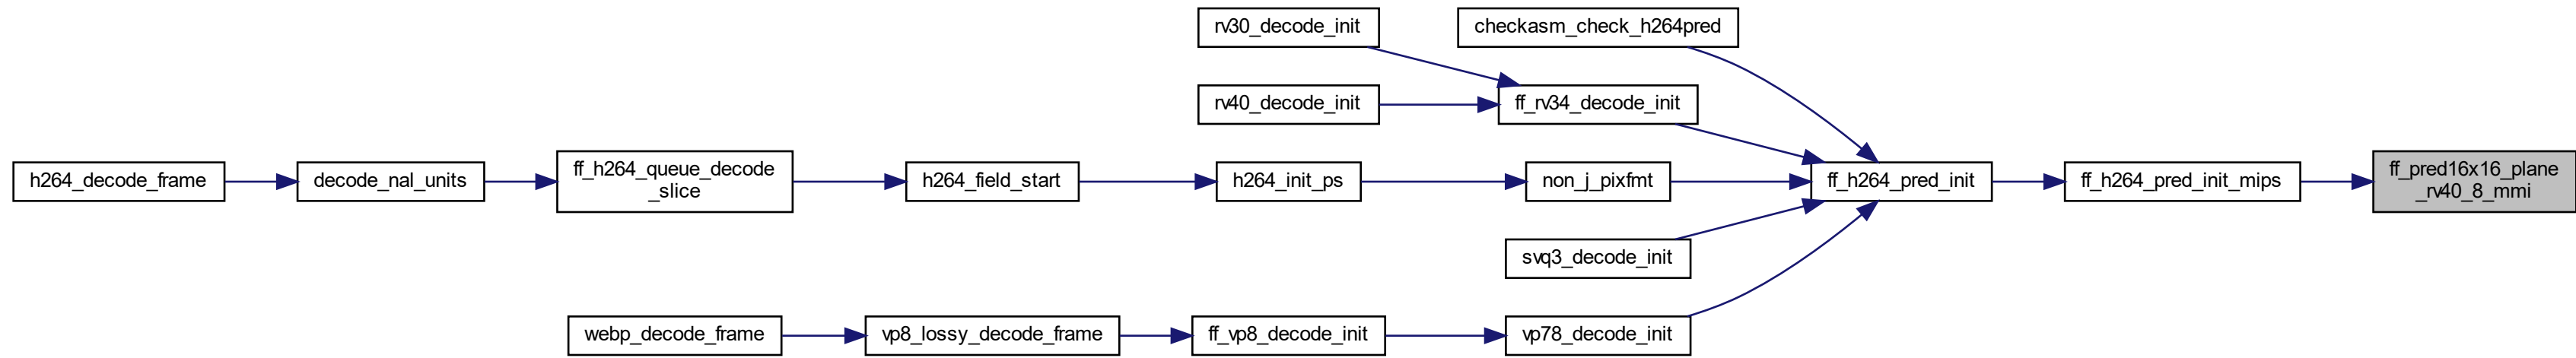 rv30_decode_init
checkasm_check_h264pred
rv40_decode_init
ff_rv34_decode_init
h264_decode_frame
decode_nal_units
ff_h264_queue_decode
_slice
h264_field_start
h264_init_ps
non_j_pixfmt
ff_h264_pred_init
ff_h264_pred_init_mips
ff_pred16x16_plane
_rv40_8_mmi
svq3_decode_init
webp_decode_frame
vp8_lossy_decode_frame
ff_vp8_decode_init
vp78_decode_init